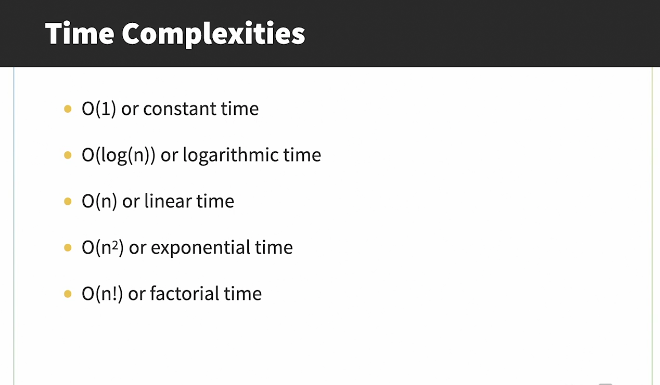 Time Complexities
• O(1) or constant time
• O(log(n)) or logarithmic time
• O(n) or linear time
• O(n²) or exponential time
• O(n!) or factorial time